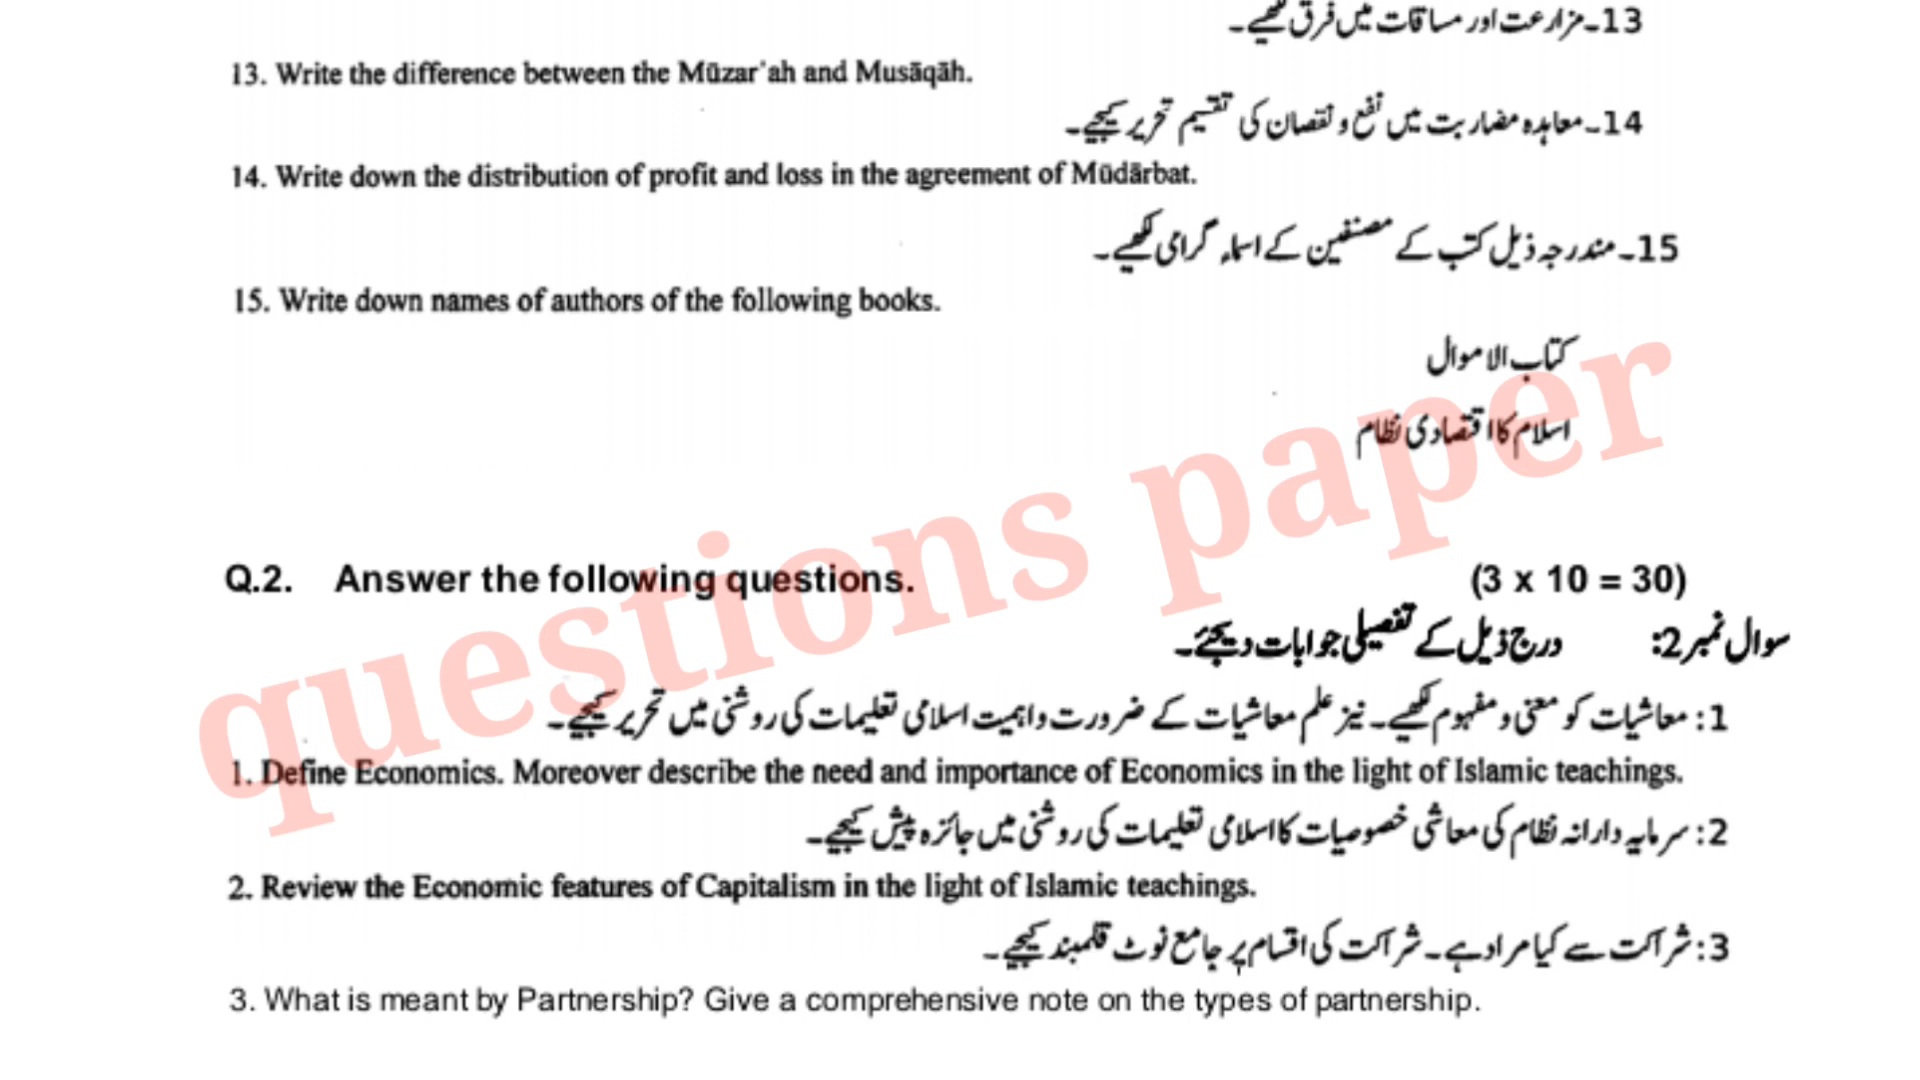 13۔ مزارعت اور مساقات میں فرق لکھیے۔
13. Write the difference between the Mūzar'ah and Musāqāh.
14۔ معاہدہ مضاربت میں نفع و نقصان کی تقسیم تحریر کیجیے۔
14. Write down the distribution of profit and loss in the agreement of Mūdārbat.
15۔ مندرجہ ذیل کتب کے مصنفین کے اسماء گرامی لکھیے۔
15. Write down names of authors of the following books.
کتاب الاموال
اسلام کا اقتصادی نظام
questions paper
Q.2. Answer the following questions. (3 x 10 = 30)
سوال نمبر 2: درج ذیل کے تفصیلی جوابات دیجئے۔
1: معاشیات کو معنی و مفہوم لکھیے۔ نیز علم معاشیات کے ضرورت و اہمیت اسلامی تعلیمات کی روشنی میں تحریر کیجیے۔
1. Define Economics. Moreover describe the need and importance of Economics in the light of Islamic teachings.
2: سرمایہ دارانہ نظام کی معاشی خصوصیات کا اسلامی تعلیمات کی روشنی میں جائزہ پیش کیجیے۔
2. Review the Economic features of Capitalism in the light of Islamic teachings.
3: شراکت سے کیا مراد ہے۔ شراکت کی اقسام پر جامع نوٹ قلمبند کیجیے۔
3. What is meant by Partnership? Give a comprehensive note on the types of partnership.